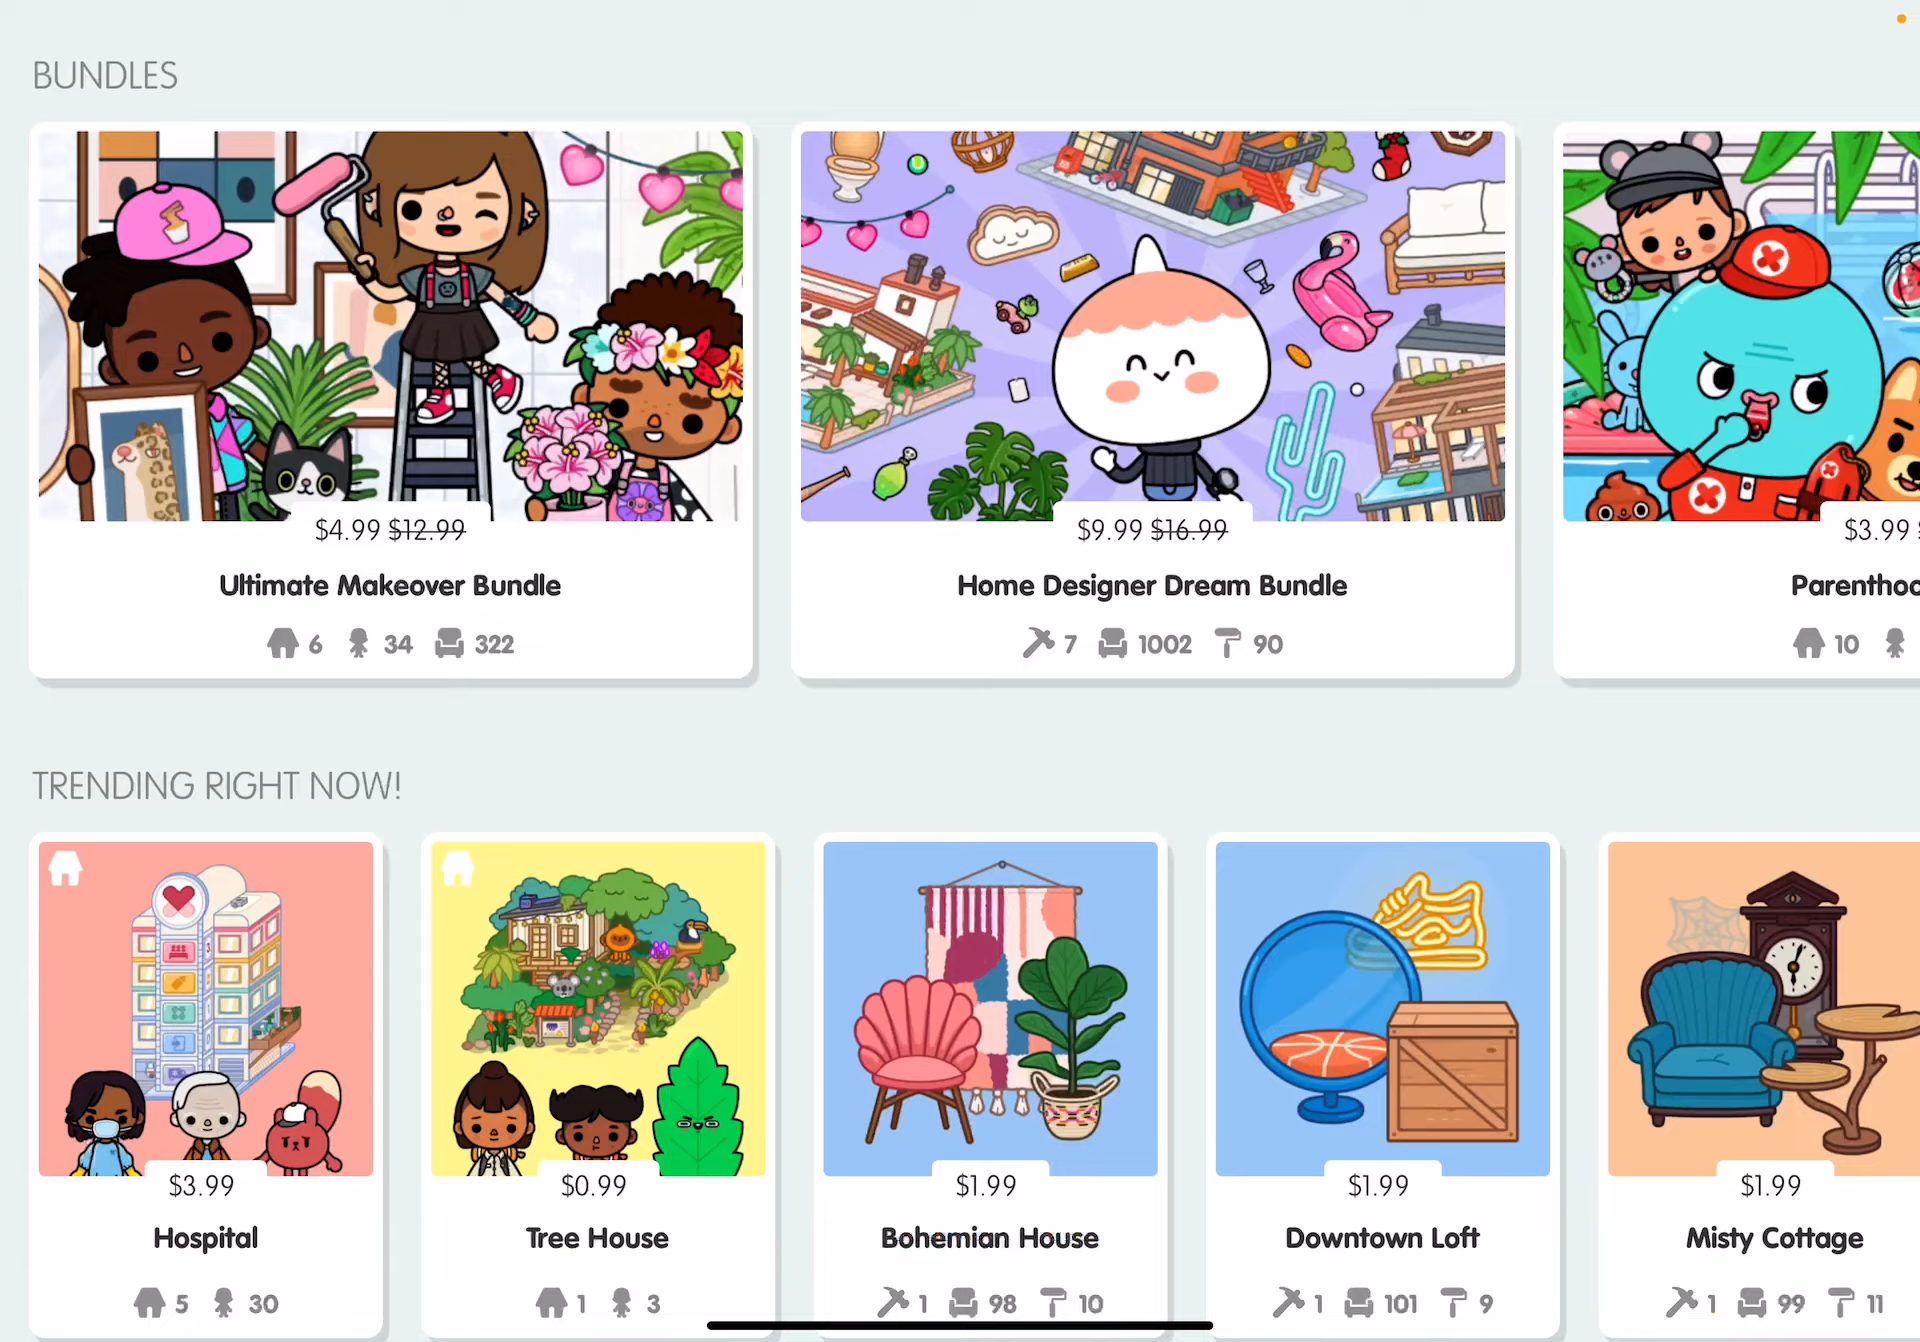 BUNDLES
$4.99 $12.99
Ultimate Makeover Bundle
6 34 322
$9.99 $16.99
Home Designer Dream Bundle
7 1002 90
$3.99
10
TRENDING RIGHT NOW!
$3.99
Hospital
5 30
$0.99
Tree House
1 3
$1.99
Bohemian House
1 98 10
$1.99
Downtown Loft
1 101 9
$1.99
Misty Cottage
1 99 11